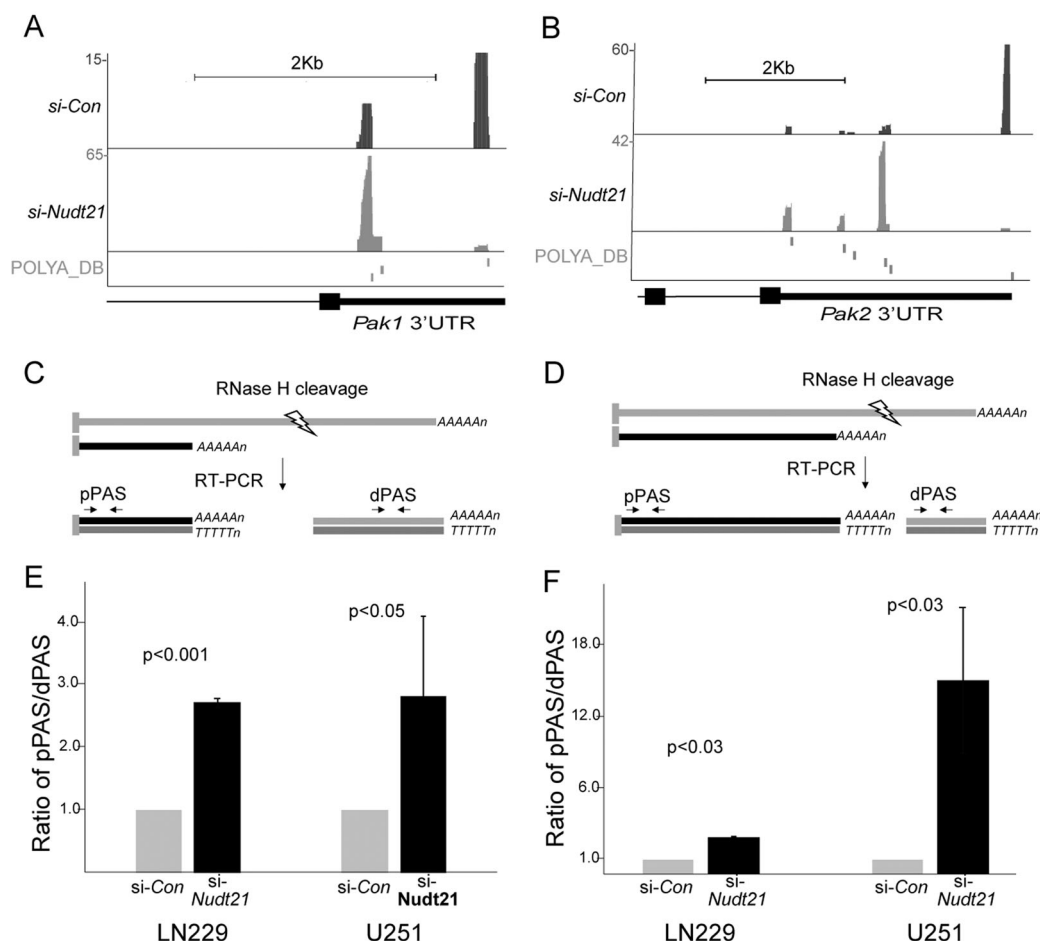 A
15-
2Kb
si-Con
65-
si-Nudt21
POLYA_DB
Pak1 3'UTR
B
60-
2Kb
si-Con
42-
si-Nudt21
POLYA_DB
Pak2 3'UTR
C
RNase H cleavage
AAAAAn
AAAAAn
RT-PCR
pPAS
dPAS
AAAAAn
TTTTTn
AAAAAn
TTTTTn
D
RNase H cleavage
AAAAAn
AAAAAn
RT-PCR
pPAS
dPAS
AAAAAn
TTTTTn
AAAAAn
TTTTTn
E
Ratio of pPAS/dPAS
4.0
3.0
2.0
1.0
p<0.001
p<0.05
si-Con
si-
Nudt21
si-Con
si-
Nudt21
LN229
U251
F
Ratio of pPAS/dPAS
18.0
12.0
6.0
1.0
p<0.03
p<0.03
si-Con
si-
Nudt21
si-Con
si-
Nudt21
LN229
U251